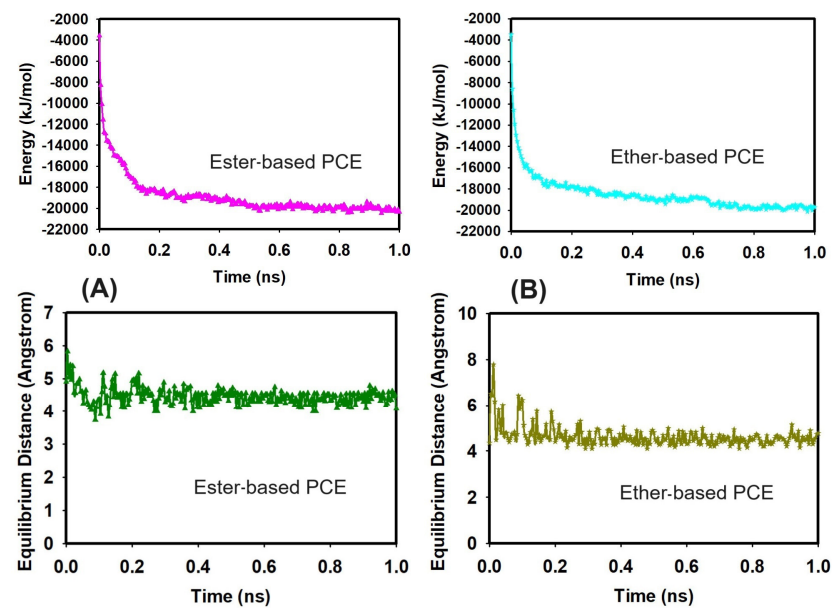 -2000
-4000
-6000
-8000
-10000
-12000
-14000
-16000
-18000
-20000
-22000
Energy (kJ/mol)
Ester-based PCE
0.0 0.2 0.4 0.6 0.8 1.0
Time (ns)
(A)
-2000
-4000
-6000
-8000
-10000
-12000
-14000
-16000
-18000
-20000
-22000
Energy (kJ/mol)
Ether-based PCE
0.0 0.2 0.4 0.6 0.8 1.0
Time (ns)
(B)
7
6
5
4
3
2
1
0
Equilibrium Distance (Angstrom)
Ester-based PCE
0.0 0.2 0.4 0.6 0.8 1.0
Time (ns)
10
8
6
4
2
0
Equilibrium Distance (Angstrom)
Ether-based PCE
0.0 0.2 0.4 0.6 0.8 1.0
Time (ns)